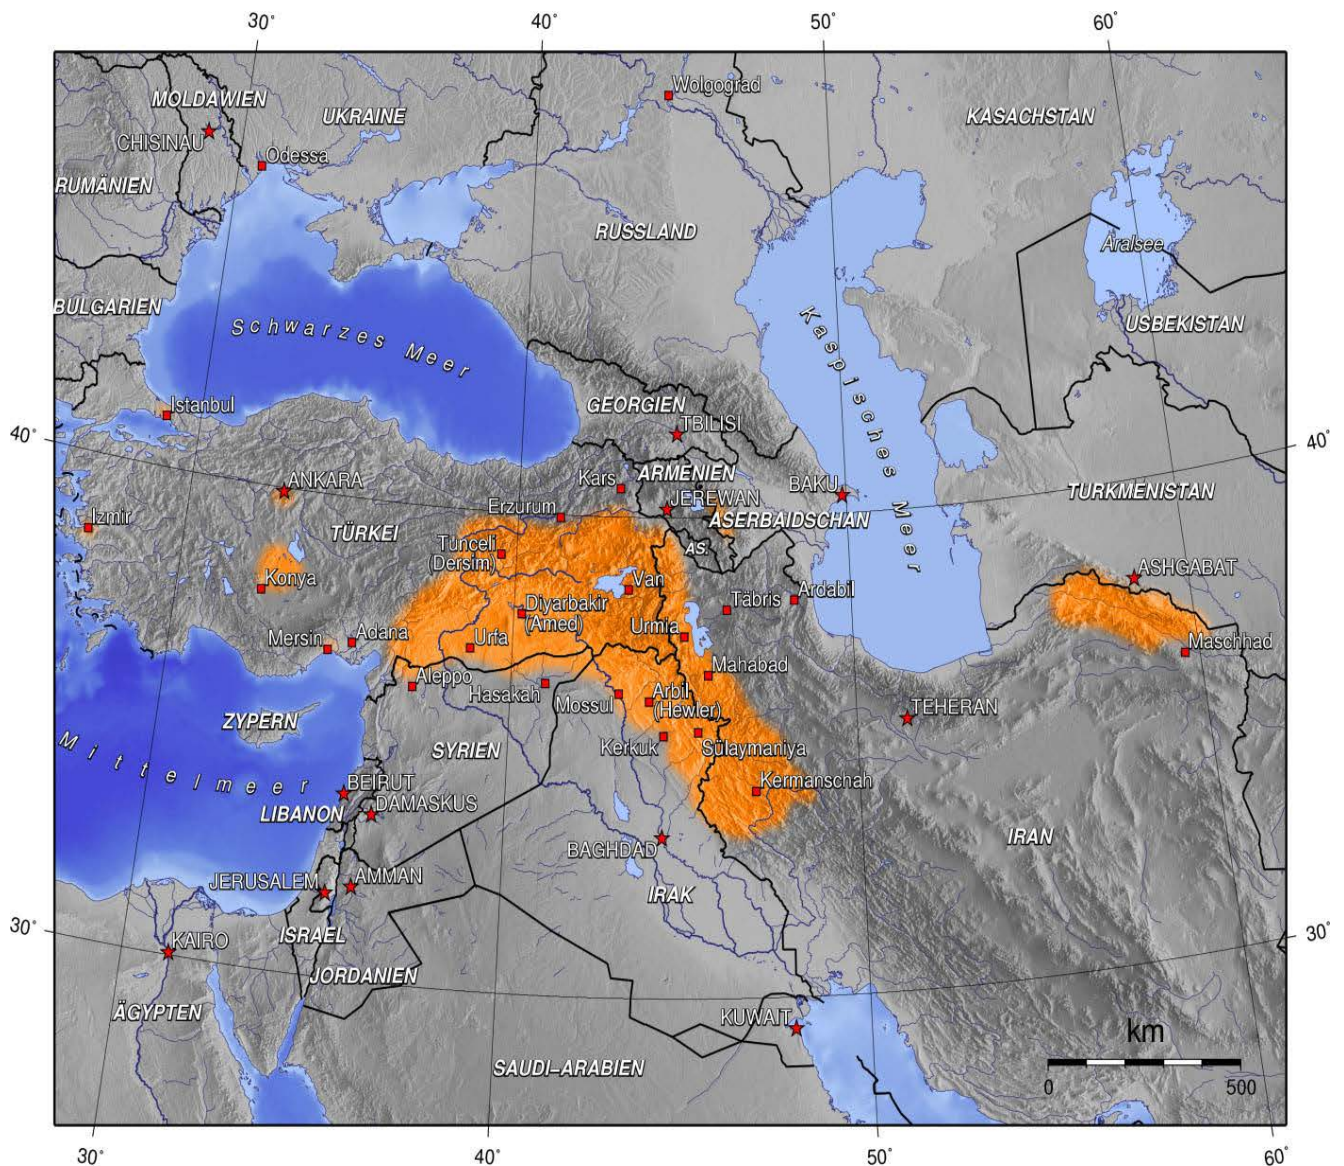 30°
40°
50°
60°
Wolgograd
MOLDAWIEN
UKRAINE
KASACHSTAN
CHISINAU
Odessa
RUMÄNIEN
RUSSLAND
Aralsee
BULGARIEN
USBEKISTAN
Schwarzes Meer
Kaspisches Meer
Istanbul
GEORGIEN
TBILISI
40°
40°
ARMENIEN
ANKARA
Kars
BAKU
JEREWAN
TURKMENISTAN
Erzurum
Izmir
TÜRKEI
ASERBAIDSCHAN
Tunceli
(Dersim)
AS.
ASHGABAT
Konya
Van
Ardabil
Täbris
Diyarbakir
(Amed)
Urmia
Mersin
Adana
Urfa
Maschhad
Mahabad
Aleppo
Hasakah
Mossul
Arbil
(Hewler)
TEHERAN
ZYPERN
SYRIEN
Kerkuk
Sülaymaniya
Mittelmeer
BEIRUT
Kermanschah
LIBANON
DAMASKUS
IRAN
BAGHDAD
JERUSALEM
AMMAN
IRAK
30°
30°
KAIRO
ISRAEL
JORDANIEN
ÄGYPTEN
KUWAIT
km
SAUDI-ARABIEN
0
500
30°
40°
50°
60°